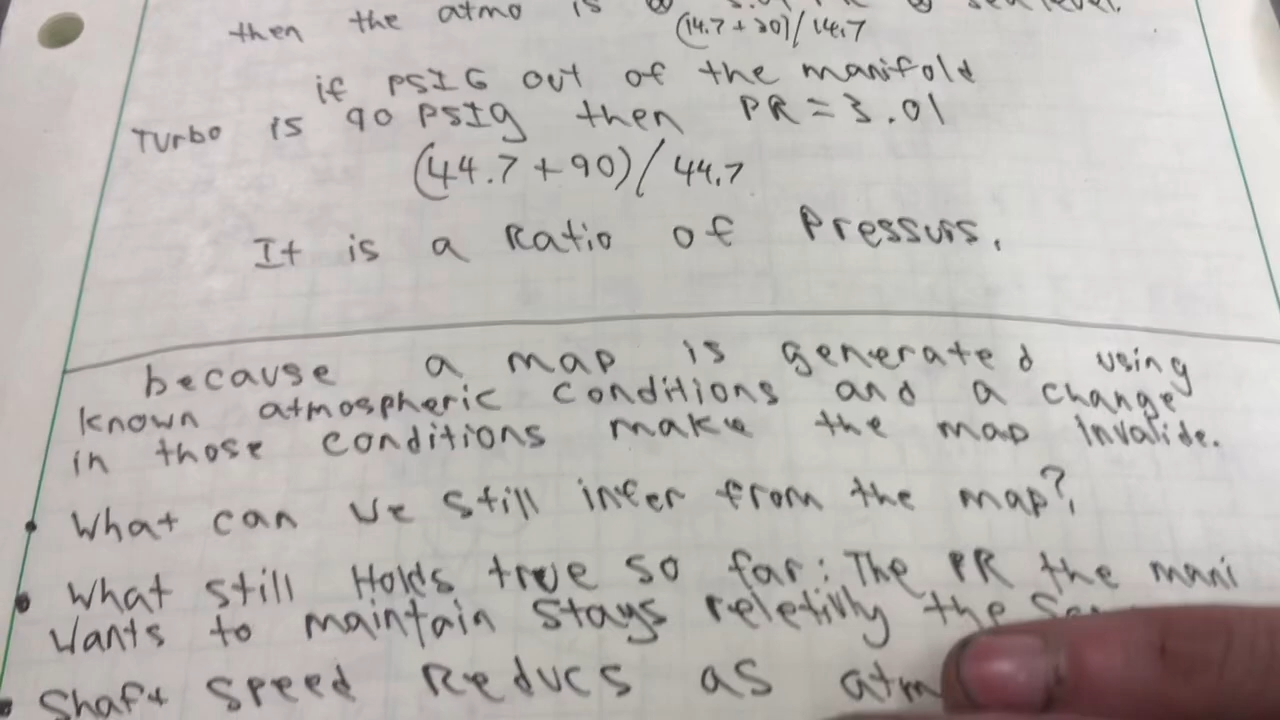 then the atmo is
(14.7 + 30) / 14.7
if PSIG out of the manifold
Turbo is 90 PSIg then PR = 3.01
(44.7 + 90) / 44.7
It is a Ratio of Pressurs.
because a map is generated using
known atmospheric conditions and a change
in those conditions make the map invalide.
• What can we still infer from the map?
• What still Holds true so far: The PR the mani
Wants to maintain stays reletivly the
• Shaft speed Reducs as atm